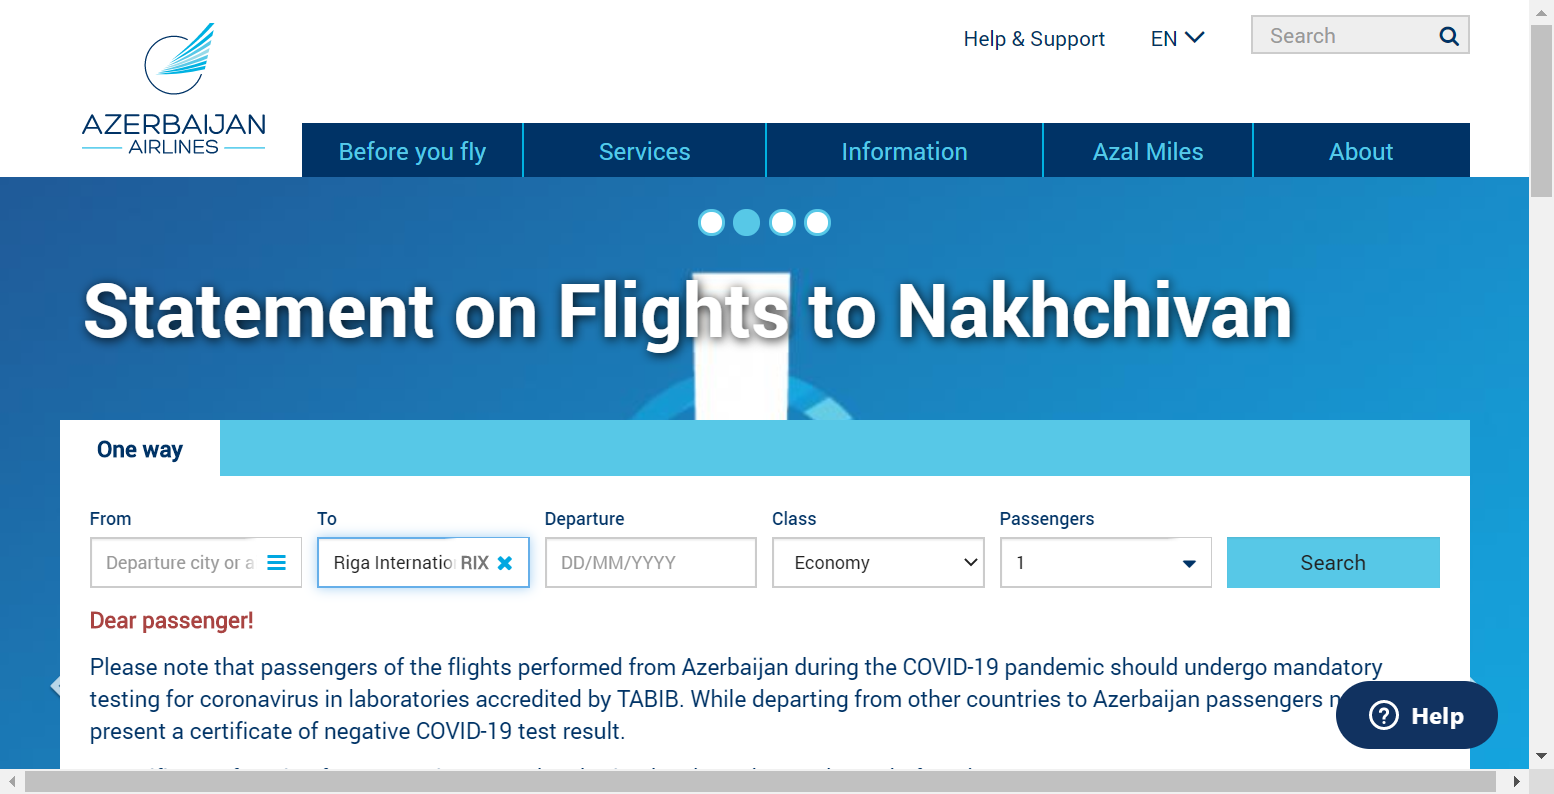 Help & Support
EN
Search
AZERBAIJAN
AIRLINES
Before you fly
Services
Information
Azal Miles
About
Statement on Flights to Nakhchivan
One way
From
To
Departure
Class
Passengers
Departure city or a
Riga Internatio RIX
DD/MM/YYYY
Economy
1
Search
Dear passenger!
Please note that passengers of the flights performed from Azerbaijan during the COVID-19 pandemic should undergo mandatory
testing for coronavirus in laboratories accredited by TABIB. While departing from other countries to Azerbaijan passengers
present a certificate of negative COVID-19 test result.
Help